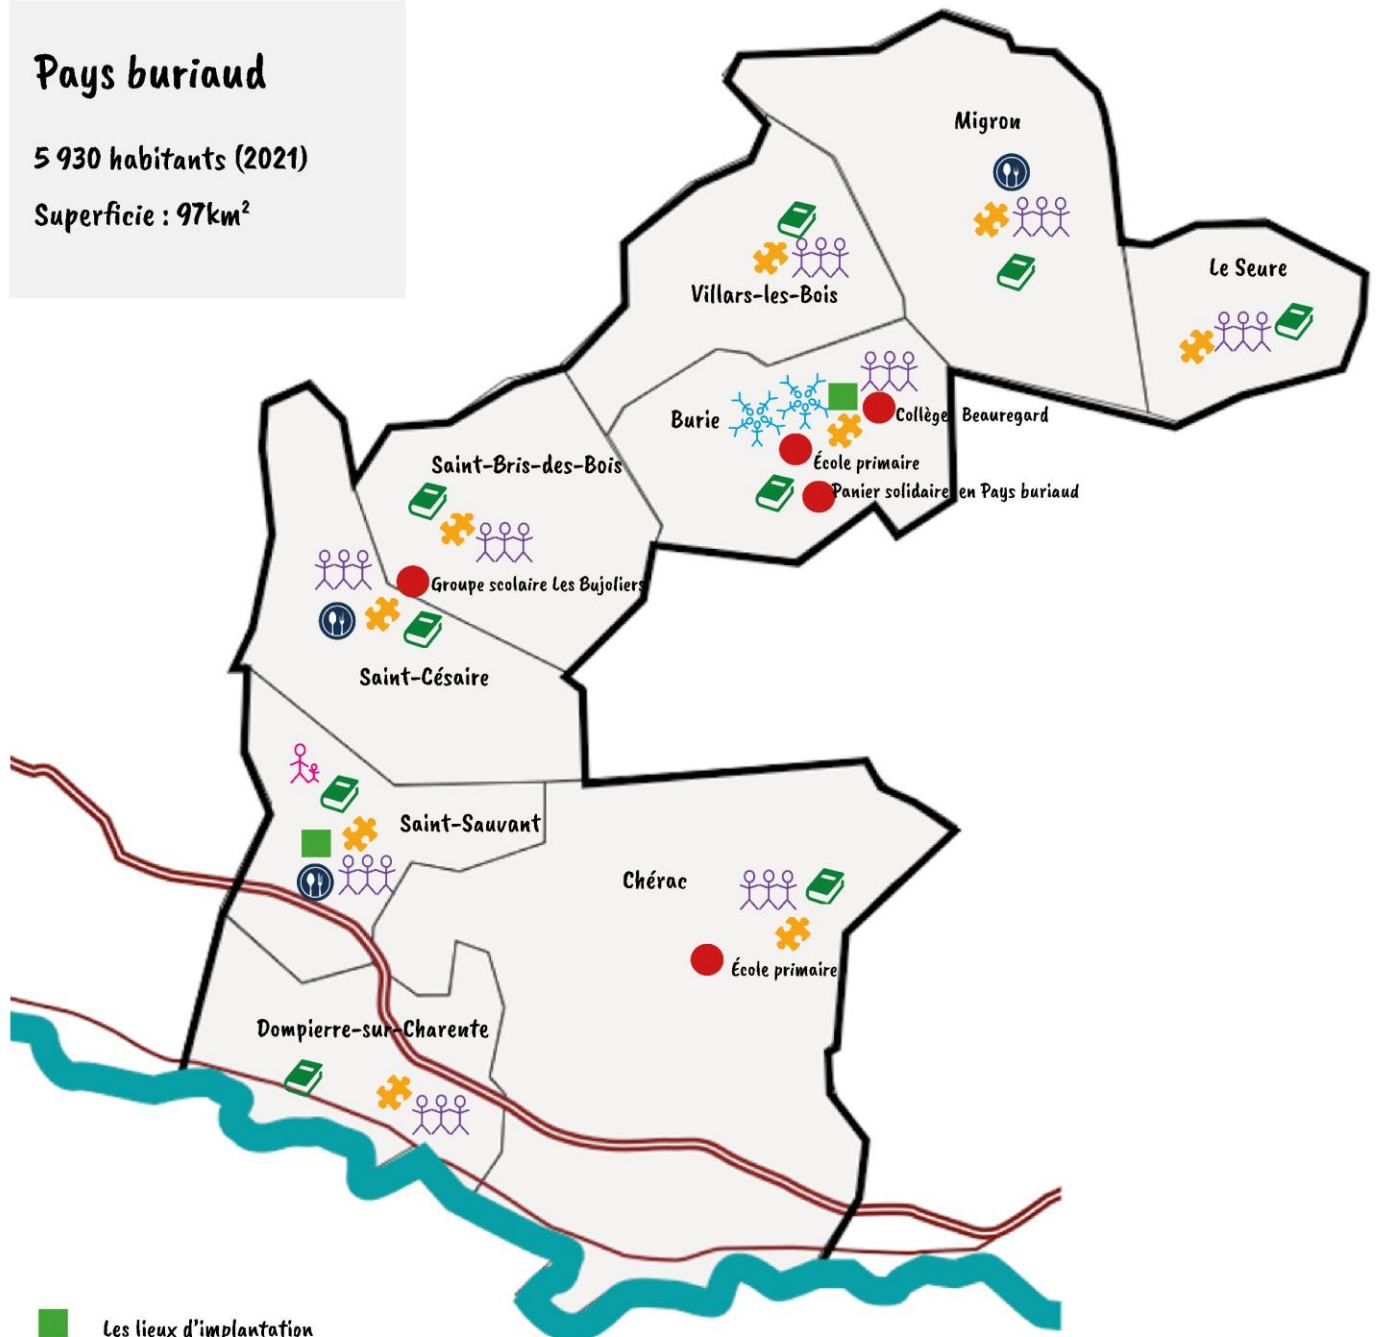 Pays buriaud
5 930 habitants (2021)
Superficie : 97km²
Migron
Le Seure
Villars-les-Bois
Burie
Collège Beauregard
École primaire
Panier solidaire en Pays buriaud
Saint-Bris-des-Bois
Groupe scolaire Les Bujoliers
Saint-Césaire
Saint-Sauvant
Chérac
École primaire
Dompierre-sur-Charente
Les lieux d'implantation